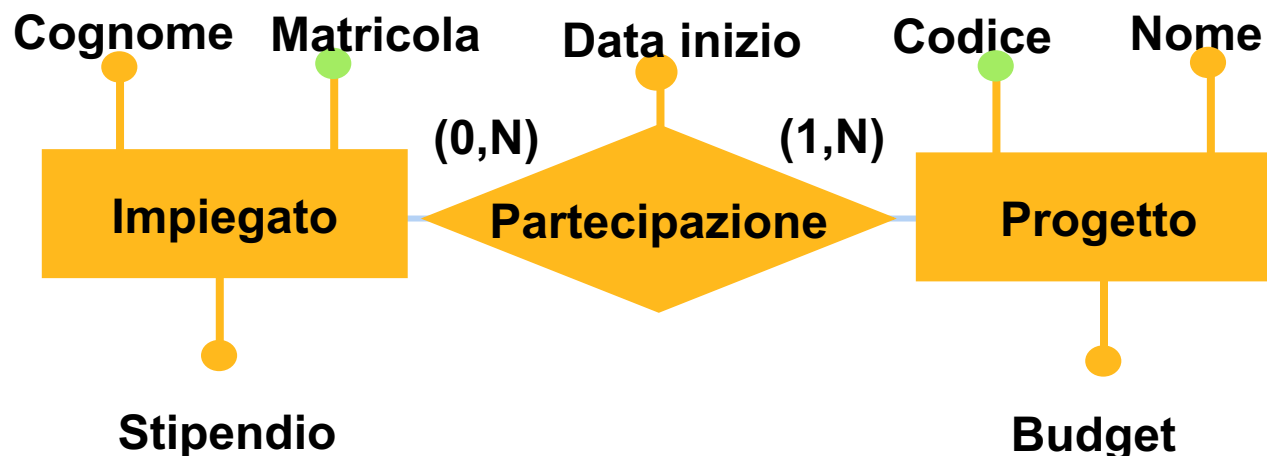 Cognome Matricola Data inizio Codice Nome
(0,N) (1,N)
Impiegato Partecipazione Progetto
Stipendio Budget